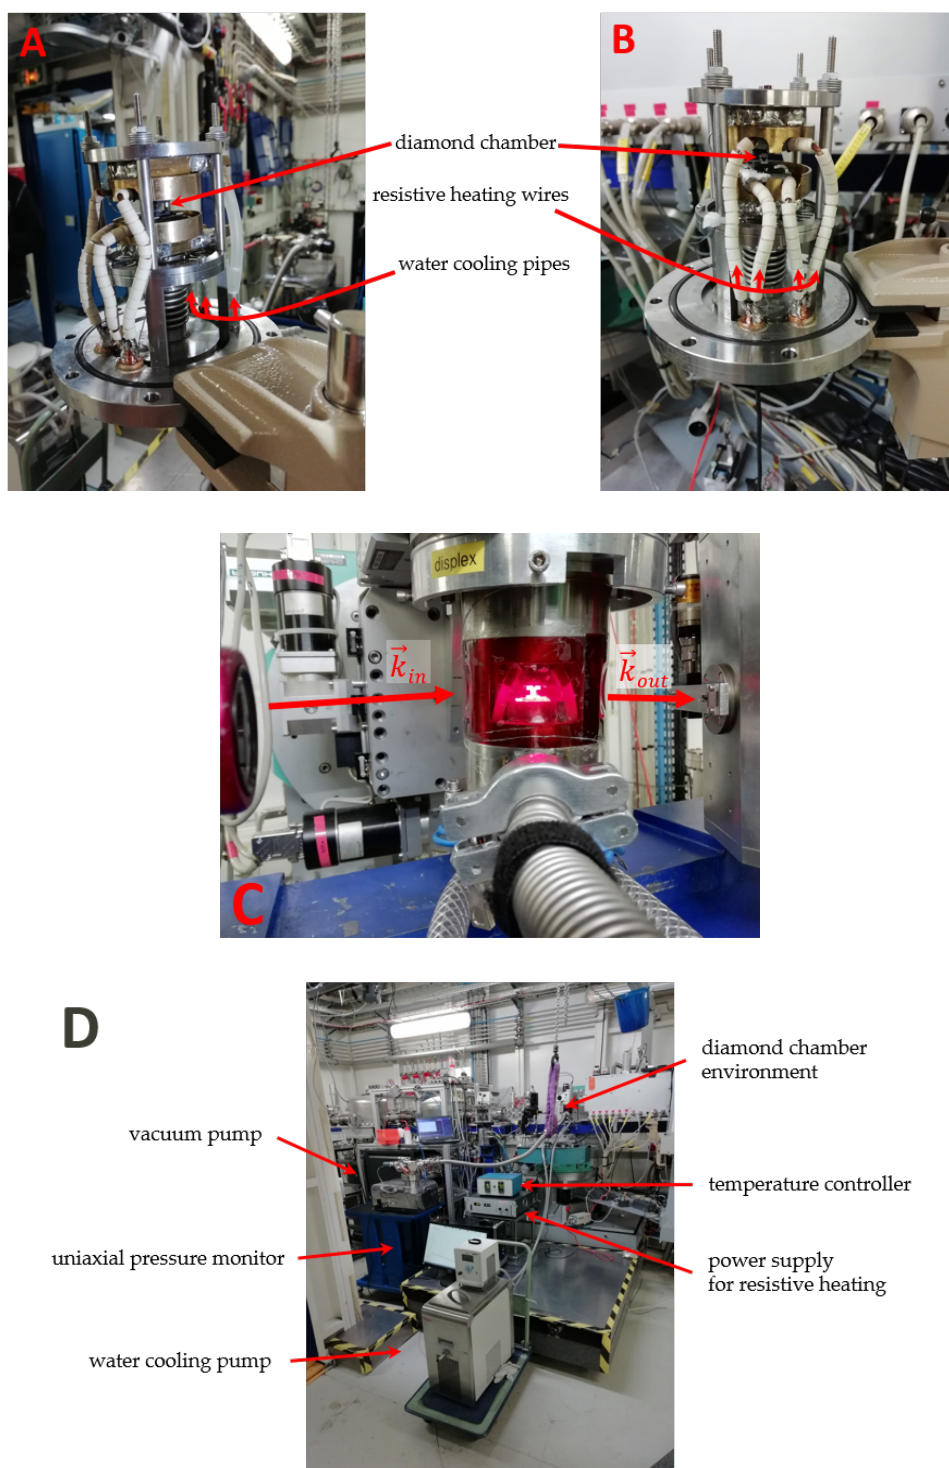 A
B
diamond chamber
resistive heating wires
water cooling pipes
displex
k⃗in
k⃗out
C
D
diamond chamber
environment
vacuum pump
temperature controller
uniaxial pressure monitor
power supply
for resistive heating
water cooling pump